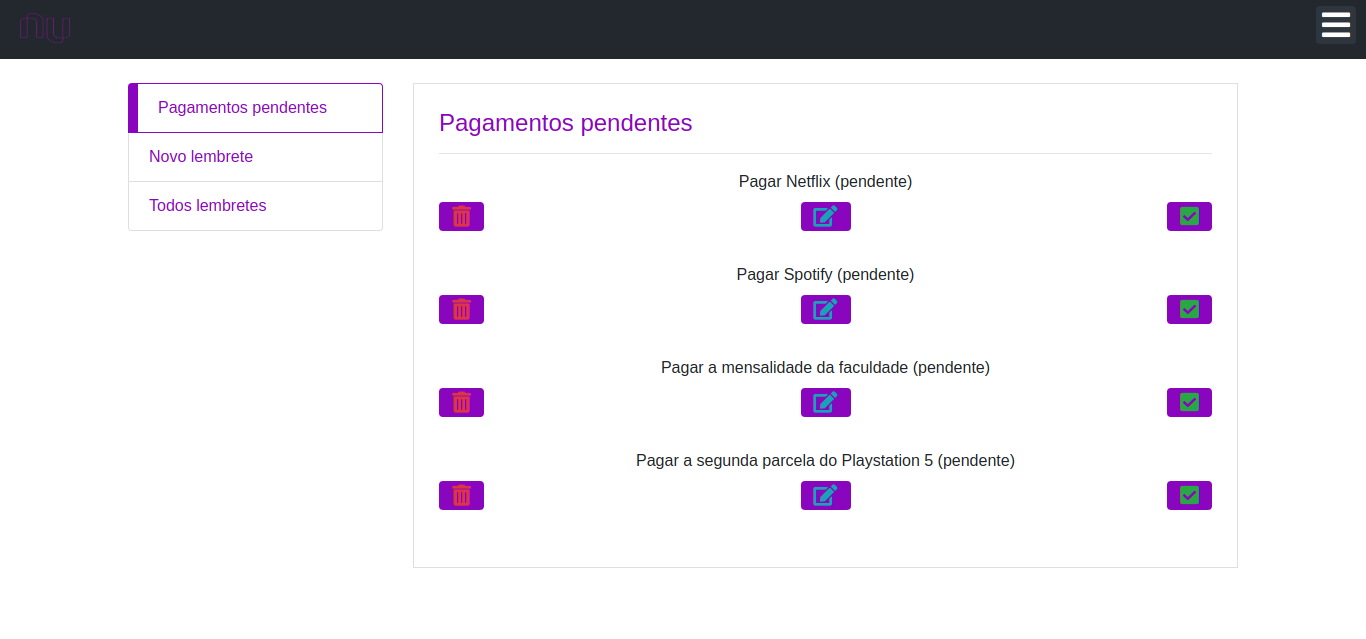 nu
Pagamentos pendentes
Novo lembrete
Todos lembretes
Pagamentos pendentes
Pagar Netflix (pendente)
Pagar Spotify (pendente)
Pagar a mensalidade da faculdade (pendente)
Pagar a segunda parcela do Playstation 5 (pendente)